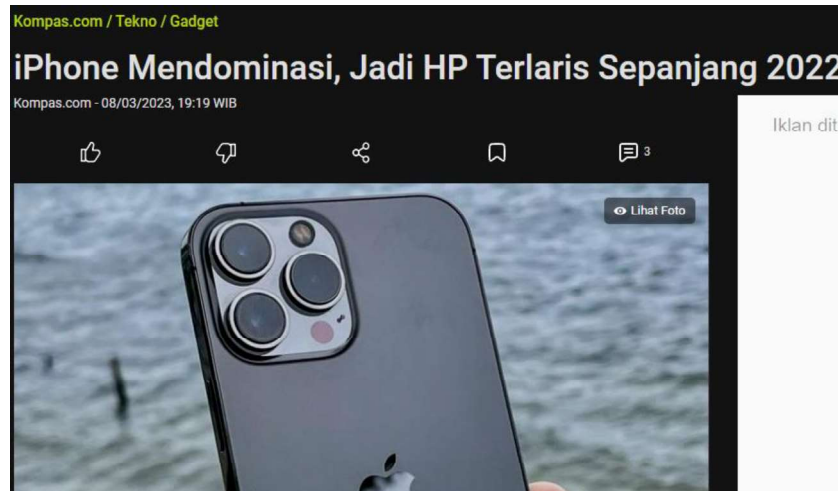 Kompas.com / Tekno / Gadget
iPhone Mendominasi, Jadi HP Terlaris Sepanjang 2022
Kompas.com - 08/03/2023, 19:19 WIB
Iklan dit
3
Lihat Foto